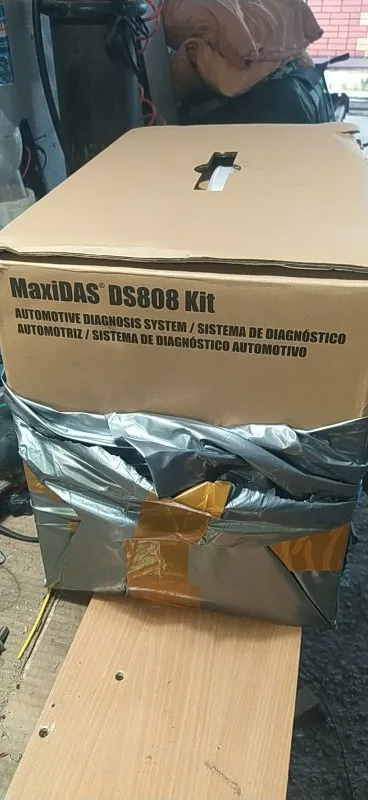 MaxiDAS® DS808 Kit
AUTOMOTIVE DIAGNOSIS SYSTEM / SISTEMA DE DIAGNÓSTICO
AUTOMOTRIZ / SISTEMA DE DIAGNÓSTICO AUTOMOTIVO